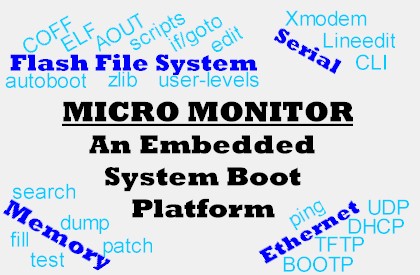 COFF ELF AOUT scripts if/goto edit
Flash File System
autoboot zlib user-levels
Xmodem
Serial Lineedit
CLI
MICRO MONITOR
An Embedded
System Boot
Platform
search
Memory dump
fill test patch
ping UDP
Ethernet DHCP
TFTP
BOOTP